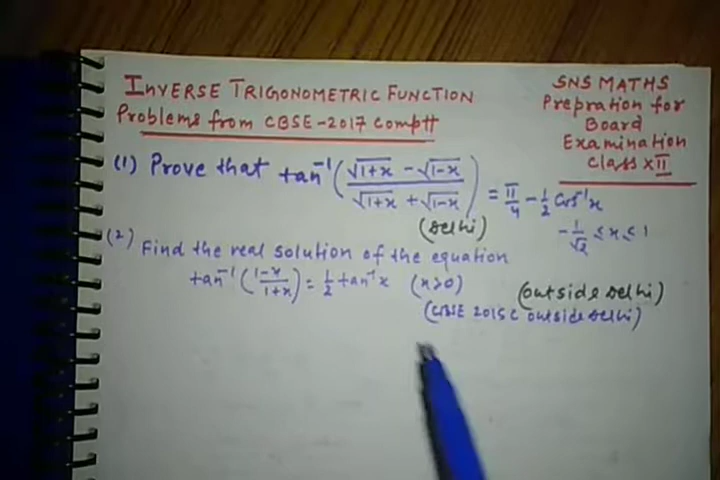 INVERSE TRIGONOMETRIC FUNCTION
Problems from CBSE-2017 Comptt
SNS MATHS
Prepration for
Board
Examination
Class XII
(1) Prove that tan⁻¹(√1+x − √1−x / √1+x + √1−x) = π/4 − 1/2 Cos⁻¹x
(Delhi) −1/√2 ≤ x ≤ 1
(2) Find the real solution of the equation
tan⁻¹(1−x/1+x) = 1/2 tan⁻¹x (x>0) (outside Delhi)
(CBSE 2015C outside Delhi)